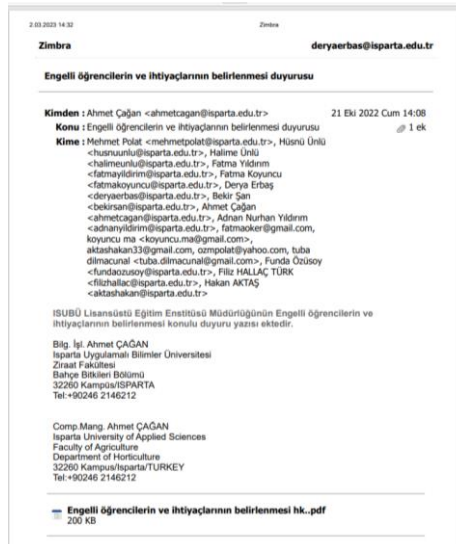 2.03.2023 14:32 Zimbra
Zimbra deryaerbas@isparta.edu.tr
Engelli öğrencilerin ve ihtiyaçlarının belirlenmesi duyurusu
Kimden : Ahmet Çağan <ahmetcagan@isparta.edu.tr> 21 Eki 2022 Cum 14:08
Konu : Engelli öğrencilerin ve ihtiyaçlarının belirlenmesi duyurusu 1 ek
Kime : Mehmet Polat <mehmetpolat@isparta.edu.tr>, Hüsnü Ünlü
<husnuunlu@isparta.edu.tr>, Halime Ünlü
<halimeunlu@isparta.edu.tr>, Fatma Yıldırım
<fatmayildirim@isparta.edu.tr>, Fatma Koyuncu
<fatmakoyuncu@isparta.edu.tr>, Derya Erbaş
<deryaerbas@isparta.edu.tr>, Bekir Şan
<bekirsan@isparta.edu.tr>, Ahmet Çağan
<ahmetcagan@isparta.edu.tr>, Adnan Nurhan Yıldırım
<adnanyildirim@isparta.edu.tr>, fatmaoker@gmail.com,
koyuncu ma <koyuncu.ma@gmail.com>,
aktashakan33@gmail.com, ozmpolat@yahoo.com, tuba
dilmacunal <tuba.dilmacunal@gmail.com>, Funda Özüsoy
<fundaozusoy@isparta.edu.tr>, Filiz HALLAÇ TÜRK
<filizhallac@isparta.edu.tr>, Hakan AKTAŞ
<aktashakan@isparta.edu.tr>
ISUBÜ Lisansüstü Eğitim Enstitüsü Müdürlüğünün Engelli öğrencilerin ve
ihtiyaçlarının belirlenmesi konulu duyuru yazısı ektedir.
Bilg. İşl. Ahmet ÇAĞAN
Isparta Uygulamalı Bilimler Üniversitesi
Ziraat Fakültesi
Bahçe Bitkileri Bölümü
32260 Kampüs/ISPARTA
Tel:+90246 2146212
Comp.Mang. Ahmet ÇAĞAN
Isparta University of Applied Sciences
Faculty of Agriculture
Department of Horticulture
32260 Kampus/Isparta/TURKEY
Tel:+90246 2146212
Engelli öğrencilerin ve ihtiyaçlarının belirlenmesi hk..pdf
200 KB